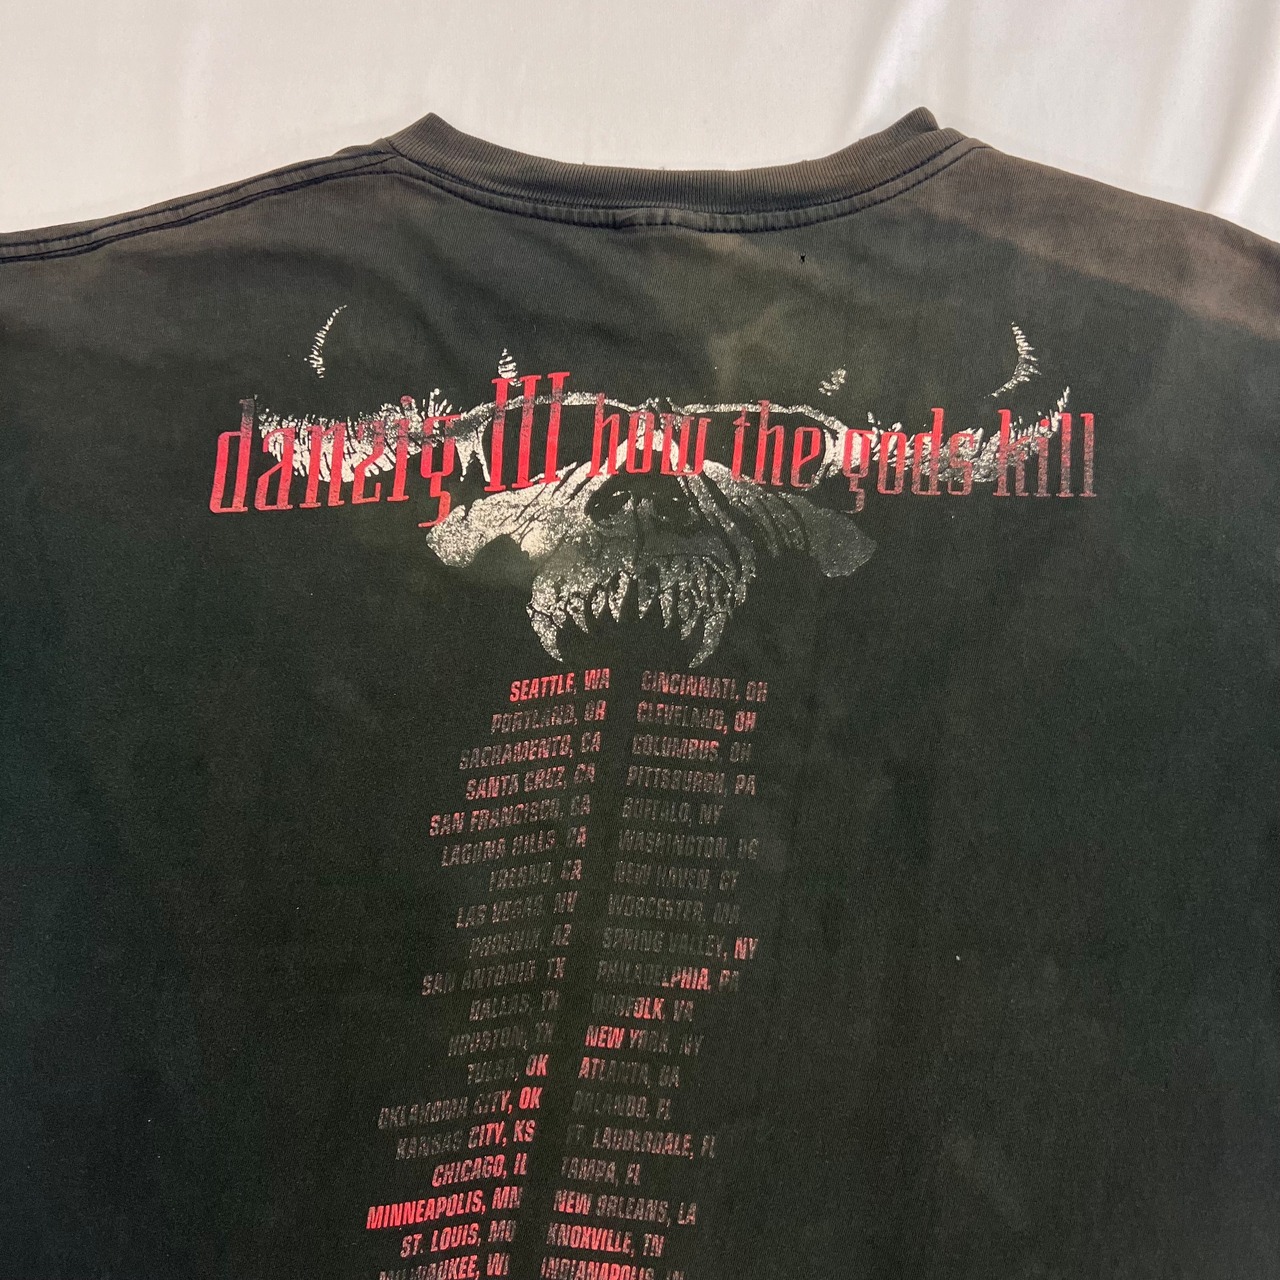 danzig III how the gods kill
SEATTLE, WA
PORTLAND, OR
SACRAMENTO, CA
SANTA CRUZ, CA
SAN FRANCISCO, CA
LAGUNA HILLS, CA
FRESNO, CA
LAS VEGAS, NV
PHOENIX, AZ
SAN ANTONIO, TX
DALLAS, TX
HOUSTON, TX
TULSA, OK
OKLAHOMA CITY, OK
KANSAS CITY, KS
CHICAGO, IL
MINNEAPOLIS, MN
ST. LOUIS, MO
MILWAUKEE, WI
CINCINNATI, OH
CLEVELAND, OH
COLUMBUS, OH
PITTSBURGH, PA
BUFFALO, NY
WASHINGTON, DC
NEW HAVEN, CT
WORCESTER, MA
SPRING VALLEY, NY
PHILADELPHIA, PA
NORFOLK, VA
NEW YORK, NY
ATLANTA, GA
ORLANDO, FL
FT. LAUDERDALE, FL
TAMPA, FL
NEW ORLEANS, LA
KNOXVILLE, TN
INDIANAPOLIS, IN